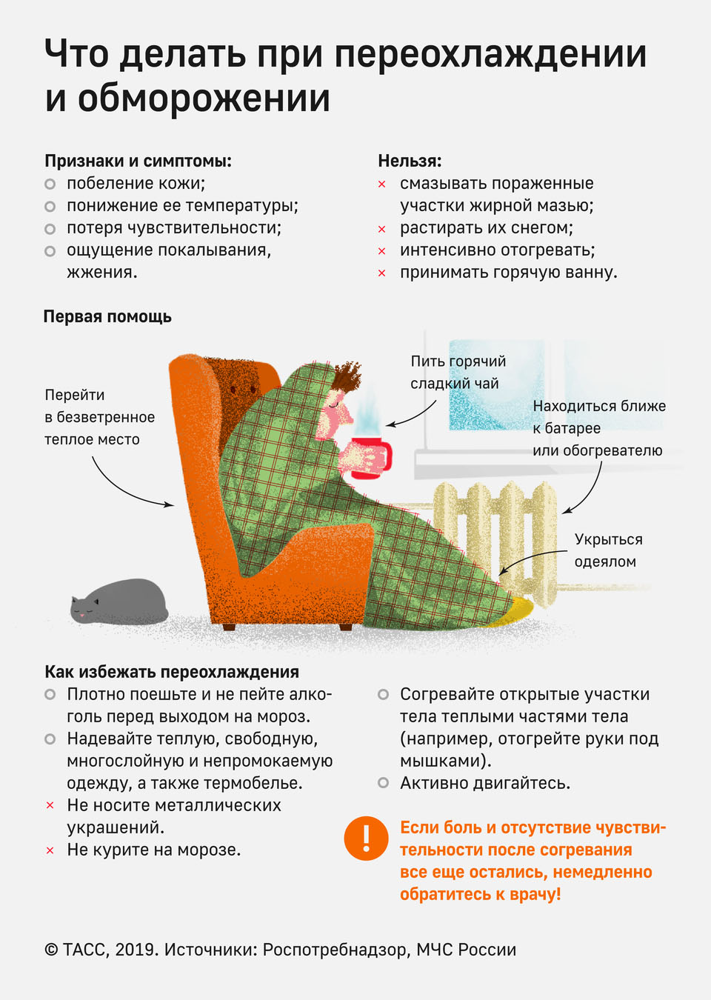 Что делать при переохлаждении
и обморожении
Признаки и симптомы:
побеление кожи;
понижение ее температуры;
потеря чувствительности;
ощущение покалывания,
жжения.
Нельзя:
× смазывать пораженные
участки жирной мазью;
× растирать их снегом;
× интенсивно отогревать;
× принимать горячую ванну.
Первая помощь
Перейти
в безветренное
теплое место
Пить горячий
сладкий чай
Находиться ближе
к батарее
или обогревателю
Укрыться
одеялом
Как избежать переохлаждения
Плотно поешьте и не пейте алко-
голь перед выходом на мороз.
Надевайте теплую, свободную,
многослойную и непромокаемую
одежду, а также термобелье.
× Не носите металлических
украшений.
× Не курите на морозе.
Согревайте открытые участки
тела теплыми частями тела
(например, отогрейте руки под
мышками).
Активно двигайтесь.
!
Если боль и отсутствие чувстви-
тельности после согревания
все еще остались, немедленно
обратитесь к врачу!
© ТАСС, 2019. Источники: Роспотребнадзор, МЧС России